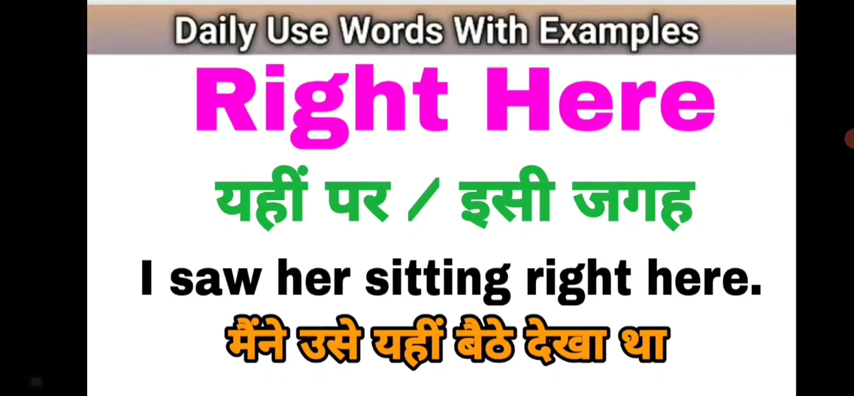 Daily Use Words With Examples
Right Here
यहीं पर / इसी जगह
I saw her sitting right here.
मैंने उसे यहीं बैठे देखा था